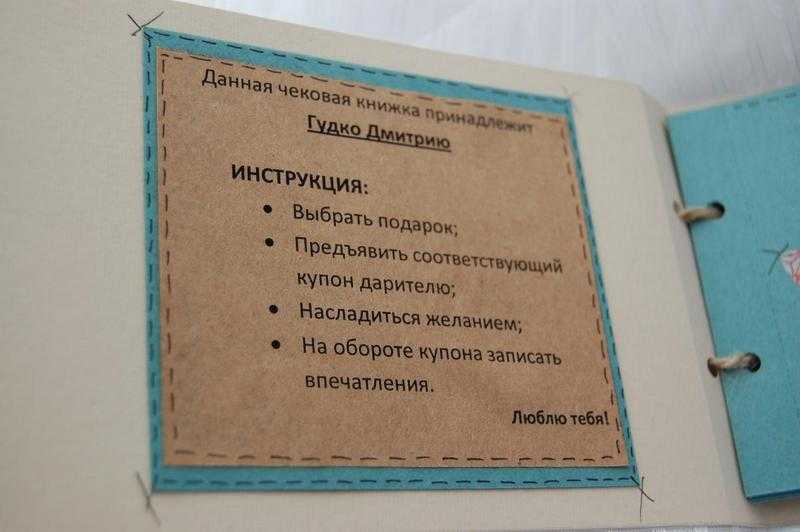 Данная чековая книжка принадлежит
Гудко Дмитрию
ИНСТРУКЦИЯ:
• Выбрать подарок;
• Предъявить соответствующий
купон дарителю;
• Насладиться желанием;
• На обороте купона записать
впечатления.
Люблю тебя!